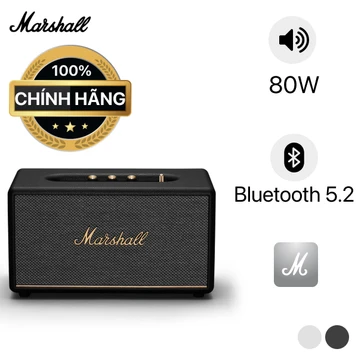 Marshall
100%
CHÍNH HÃNG
80W
Bluetooth 5.2
Marshall
M